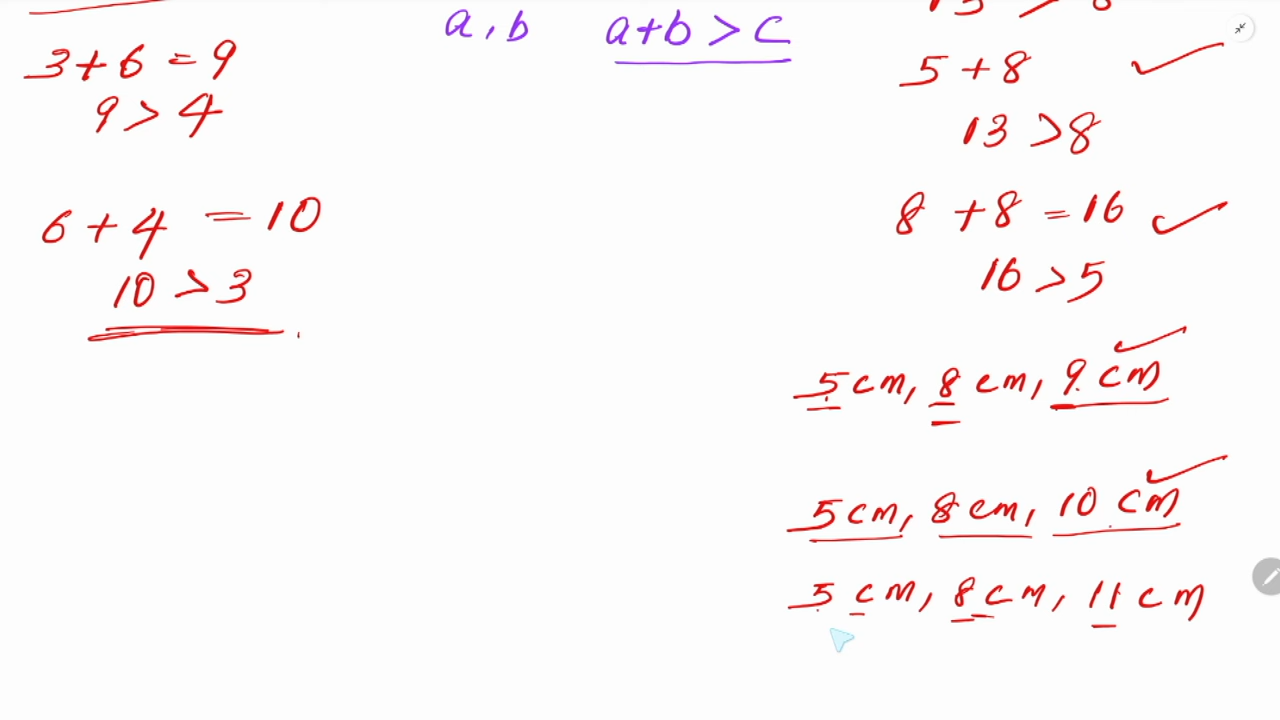 3+6=9
9>4
6+4=10
10>3
a,b a+b>c
5+8
13>8
8+8=16
16>5
5cm, 8cm, 9cm
5cm, 8cm, 10cm
5cm, 8cm, 11cm